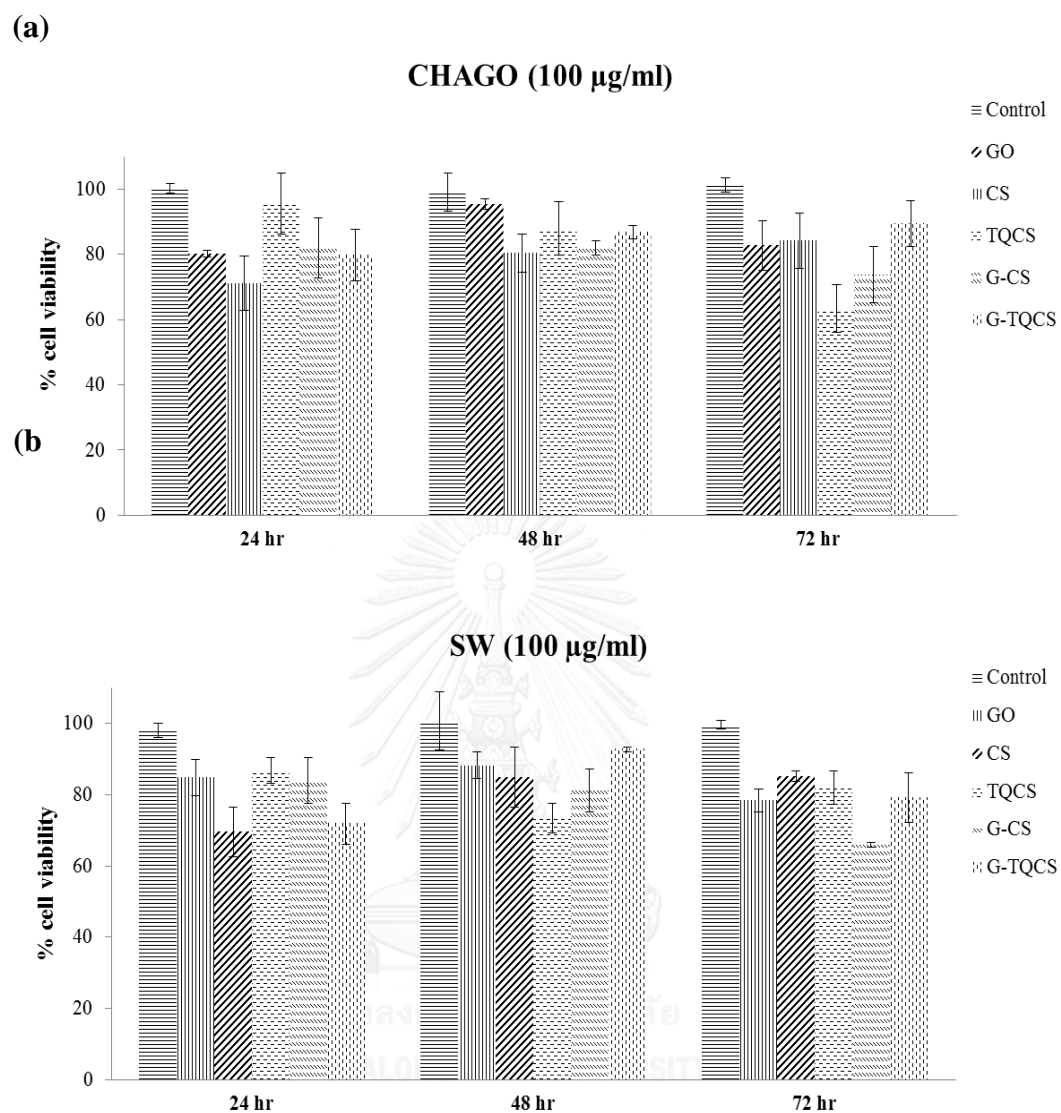 (a)
CHAGO (100 µg/ml)
% cell viability
100
80
60
40
20
0
24 hr
48 hr
72 hr
Control
GO
CS
TQCS
G-CS
G-TQCS
(b
SW (100 µg/ml)
% cell viability
100
80
60
40
20
0
24 hr
48 hr
72 hr
Control
GO
CS
TQCS
G-CS
G-TQCS